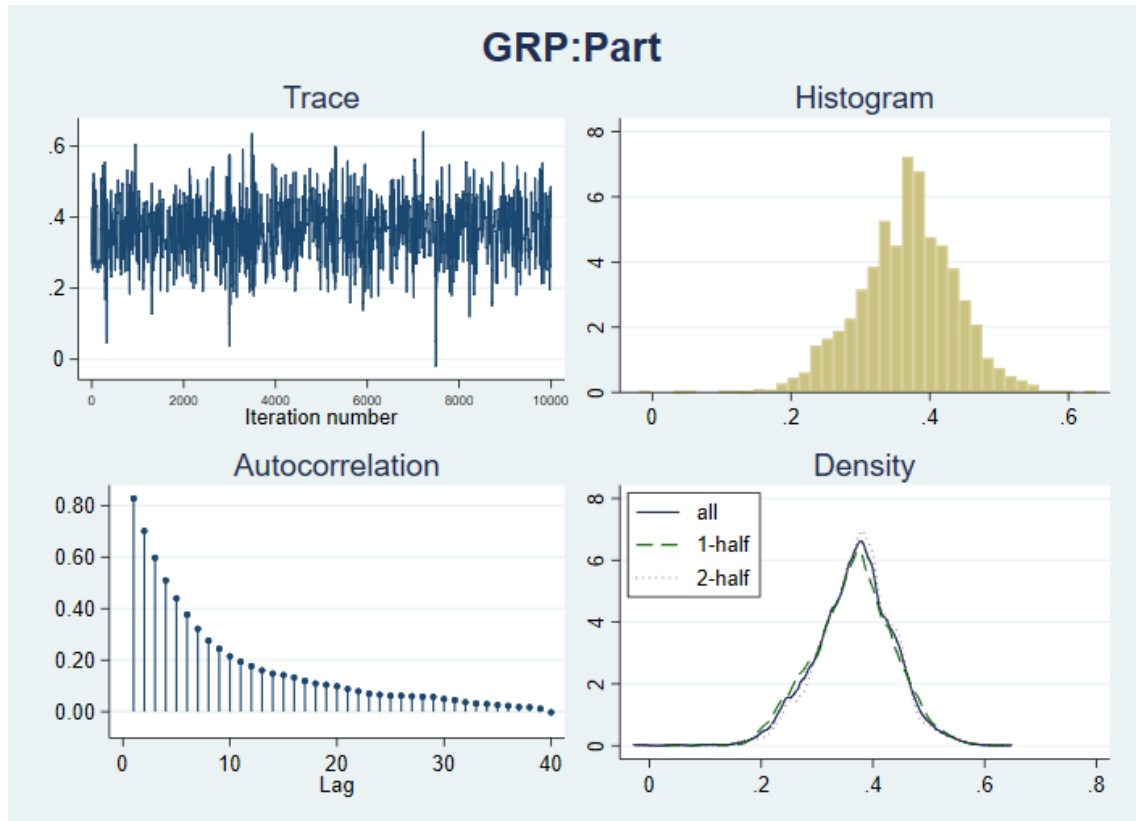 GRP:Part
Trace
.6
.4
.2
0
0 2000 4000 6000 8000 10000
Iteration number
Histogram
8
6
4
2
0
0 .2 .4 .6
Autocorrelation
0.80
0.60
0.40
0.20
0.00
0 10 20 30 40
Lag
Density
8
6
4
2
0
all
1-half
2-half
0 .2 .4 .6 .8